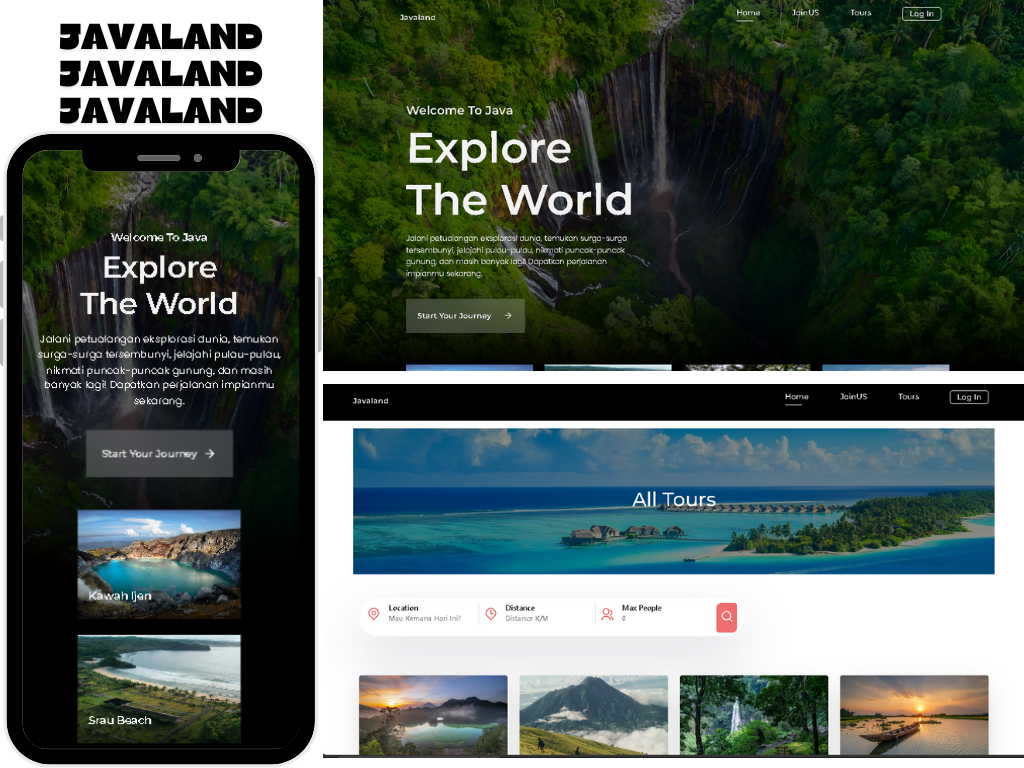 JAVALAND
JAVALAND
JAVALAND
Welcome To Java
Explore
The World
Jalani petualangan eksplorasi dunia, temukan
surga-surga tersembunyi, jelajahi pulau-pulau,
nikmati puncak-puncak gunung, dan masih
banyak lagi! Dapatkan perjalanan impianmu
sekarang.
Start Your Journey →
Kawah Ijen
Srau Beach
Javaland
Home
JoinUS
Tours
Log In
Welcome To Java
Explore
The World
Jalani petualangan eksplorasi dunia, temukan surga-surga
tersembunyi, jelajahi pulau-pulau, nikmati puncak-puncak
gunung, dan masih banyak lagi! Dapatkan perjalanan
impianmu sekarang.
Start Your Journey →
Javaland
Home
JoinUS
Tours
Log In
All Tours
Location
Mau Kemana Hari Ini?
Distance
Distance K/M
Max People
0